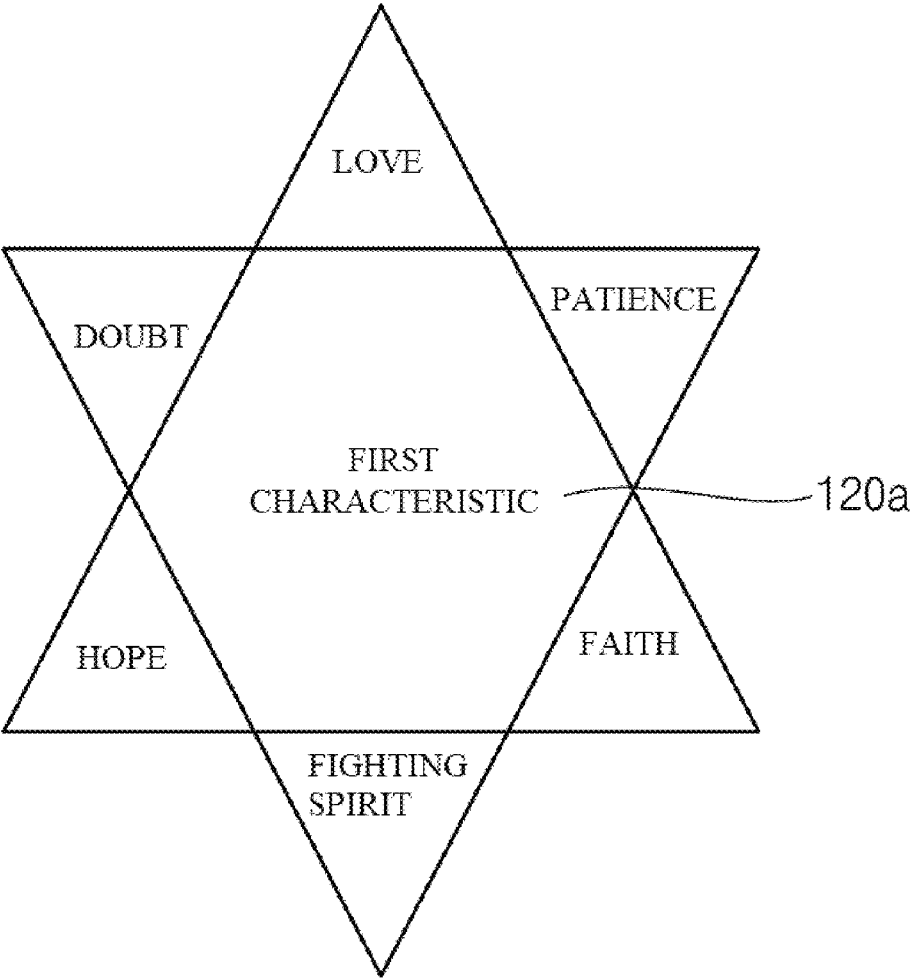 LOVE
PATIENCE
DOUBT
FIRST
CHARACTERISTIC
120a
FAITH
HOPE
FIGHTING
SPIRIT